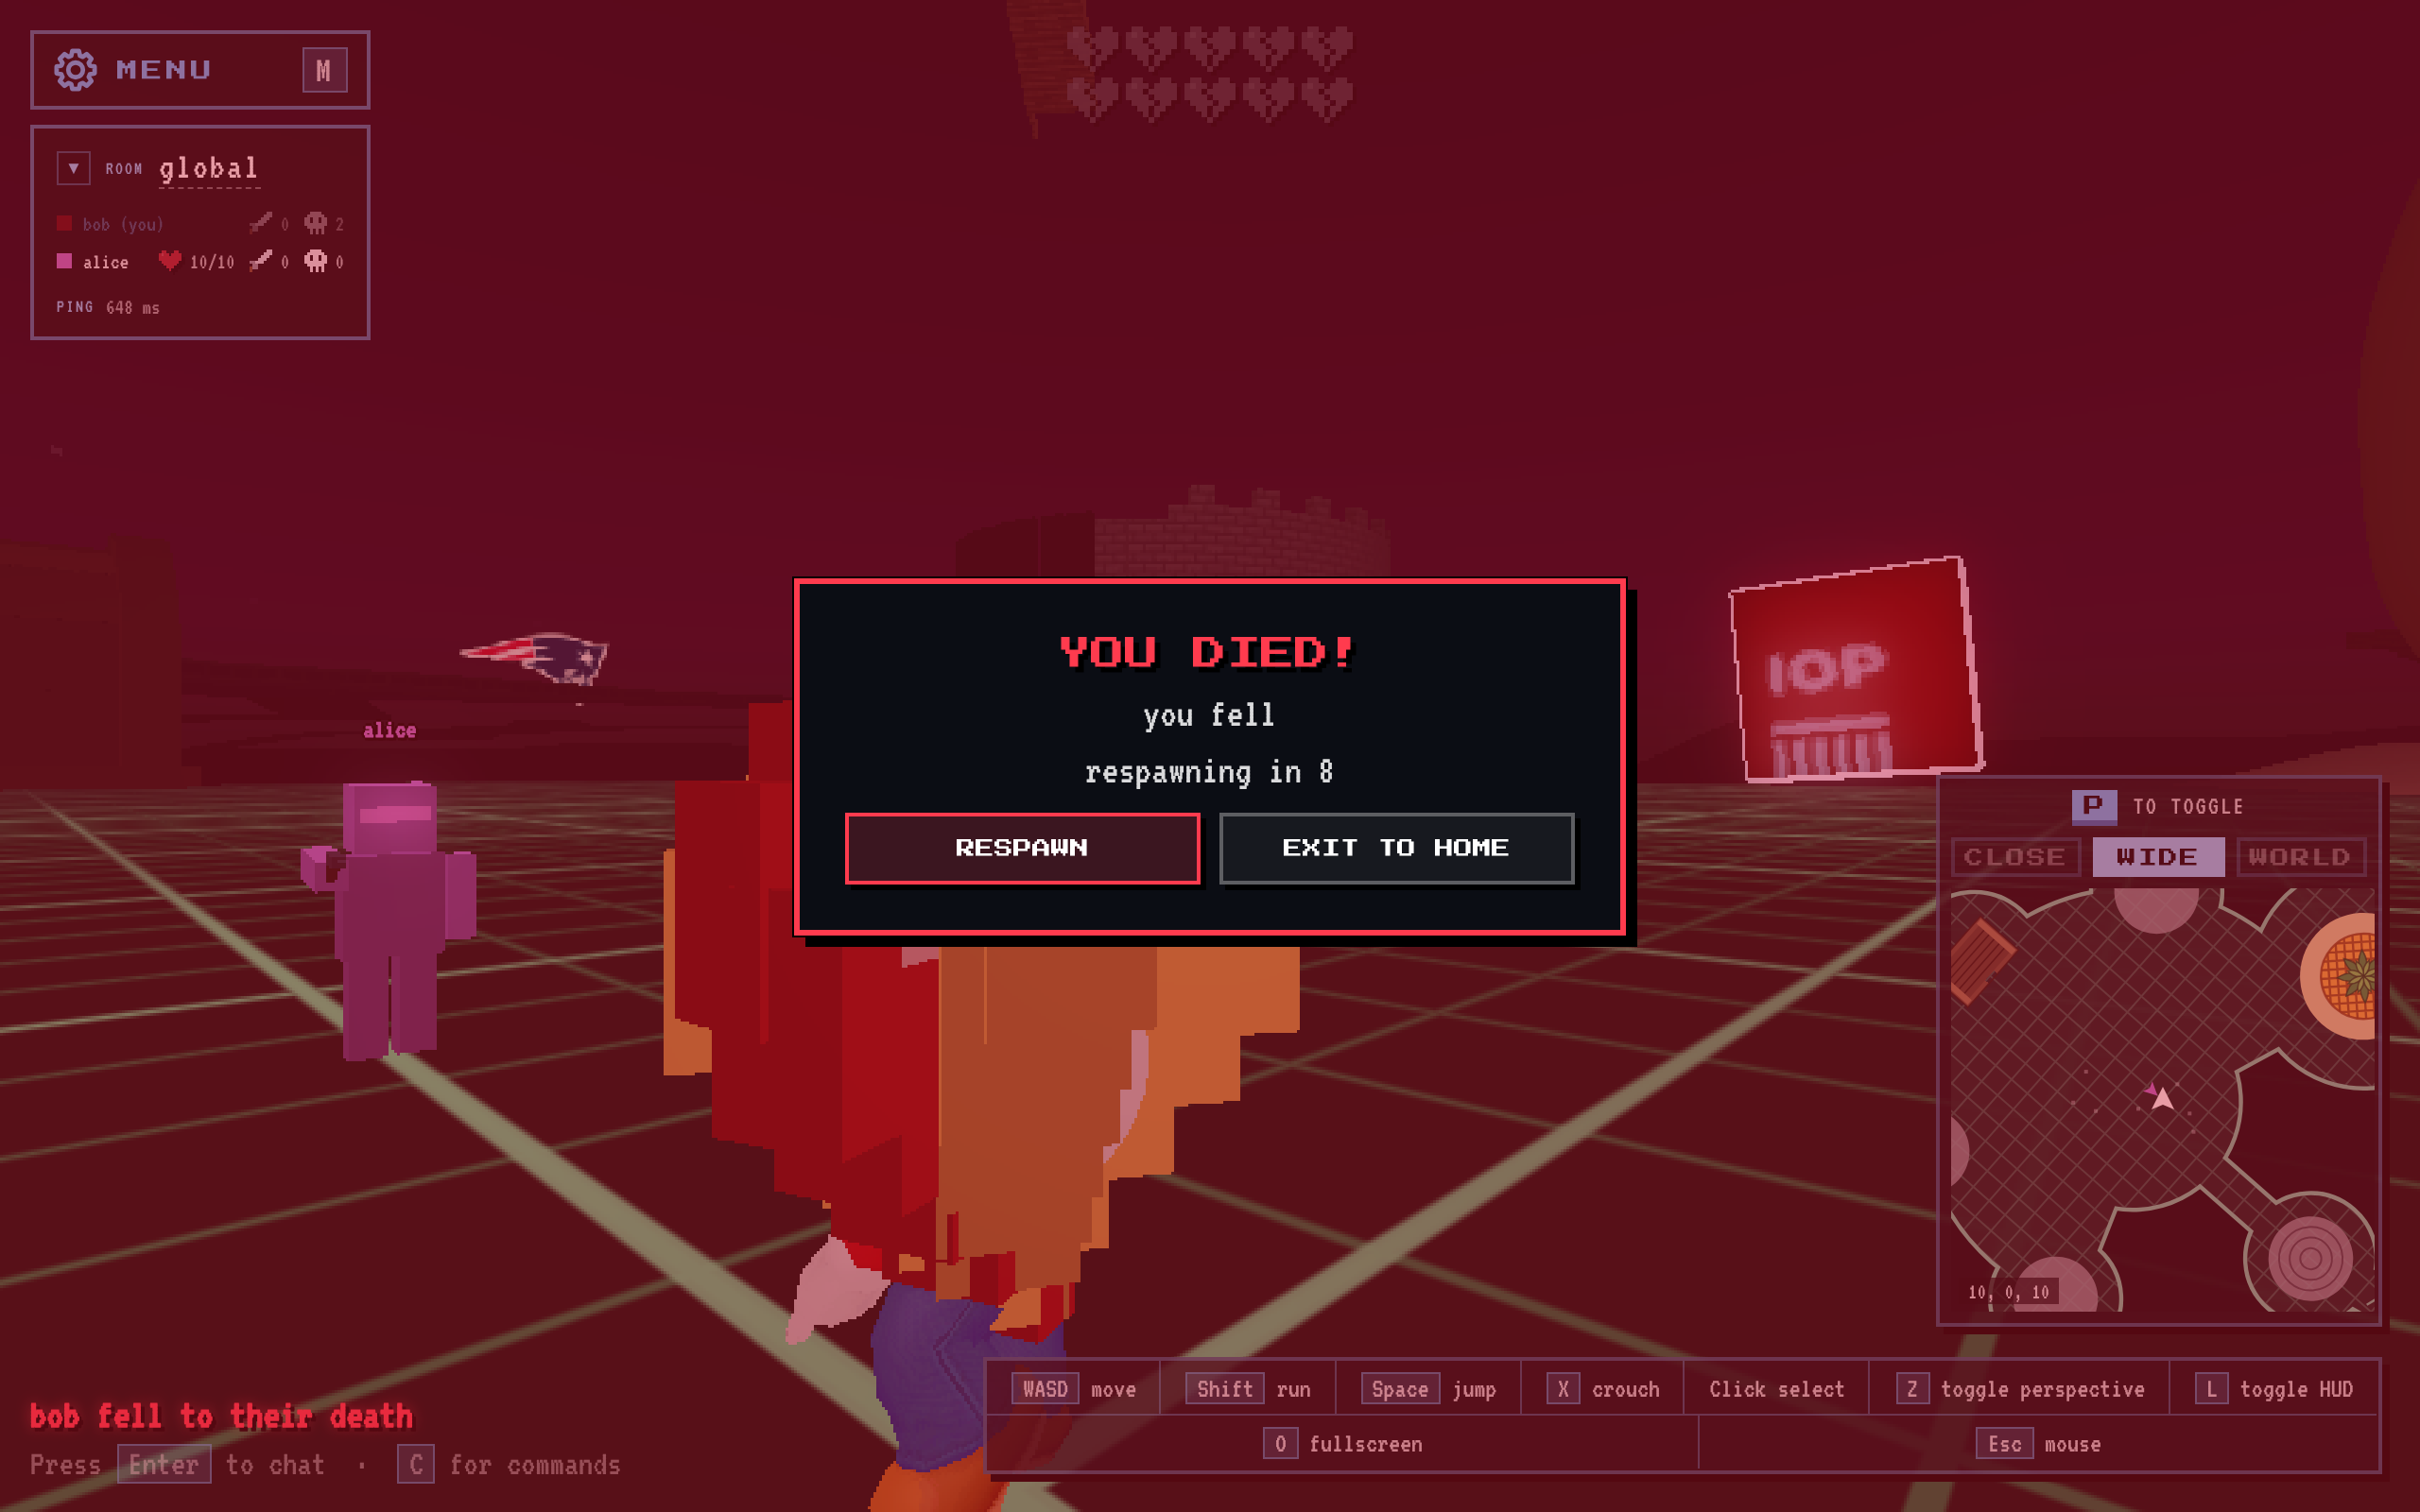 MENU M
▼ ROOM global
bob (you) 0 2
alice 10/10 0 0
PING 648 ms
alice
IOP
YOU DIED!
you fell
respawning in 8
RESPAWN EXIT TO HOME
P TO TOGGLE
CLOSE WIDE WORLD
10, 0, 10
WASD move Shift run Space jump X crouch Click select Z toggle perspective L toggle HUD
O fullscreen Esc mouse
bob fell to their death
Press Enter to chat · C for commands